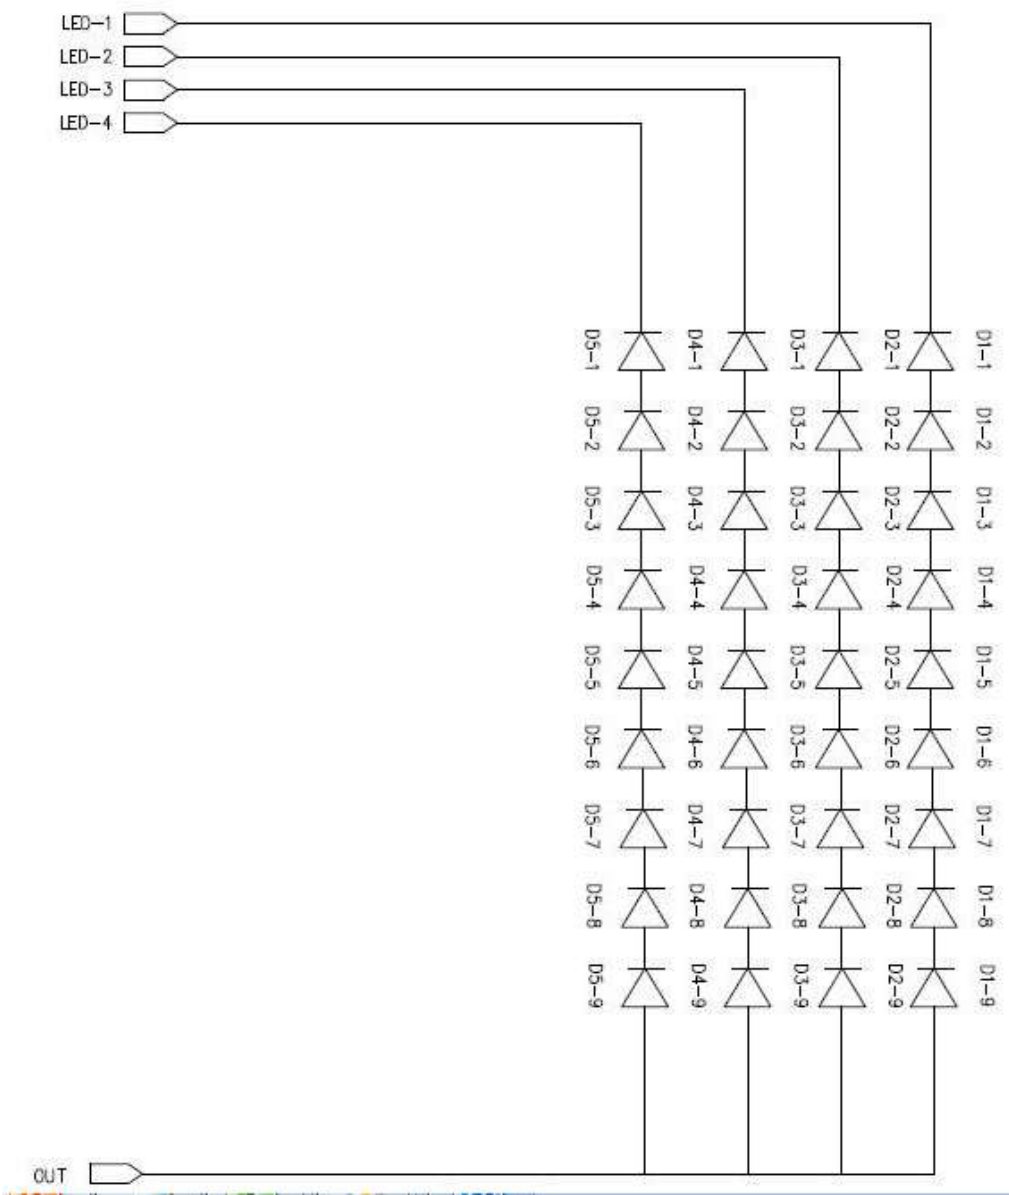 LED-1
LED-2
LED-3
LED-4
D5-1 D4-1 D3-1 D2-1 D1-1
D5-2 D4-2 D3-2 D2-2 D1-2
D5-3 D4-3 D3-3 D2-3 D1-3
D5-4 D4-4 D3-4 D2-4 D1-4
D5-5 D4-5 D3-5 D2-5 D1-5
D5-6 D4-6 D3-6 D2-6 D1-6
D5-7 D4-7 D3-7 D2-7 D1-7
D5-8 D4-8 D3-8 D2-8 D1-8
D5-9 D4-9 D3-9 D2-9 D1-9
OUT